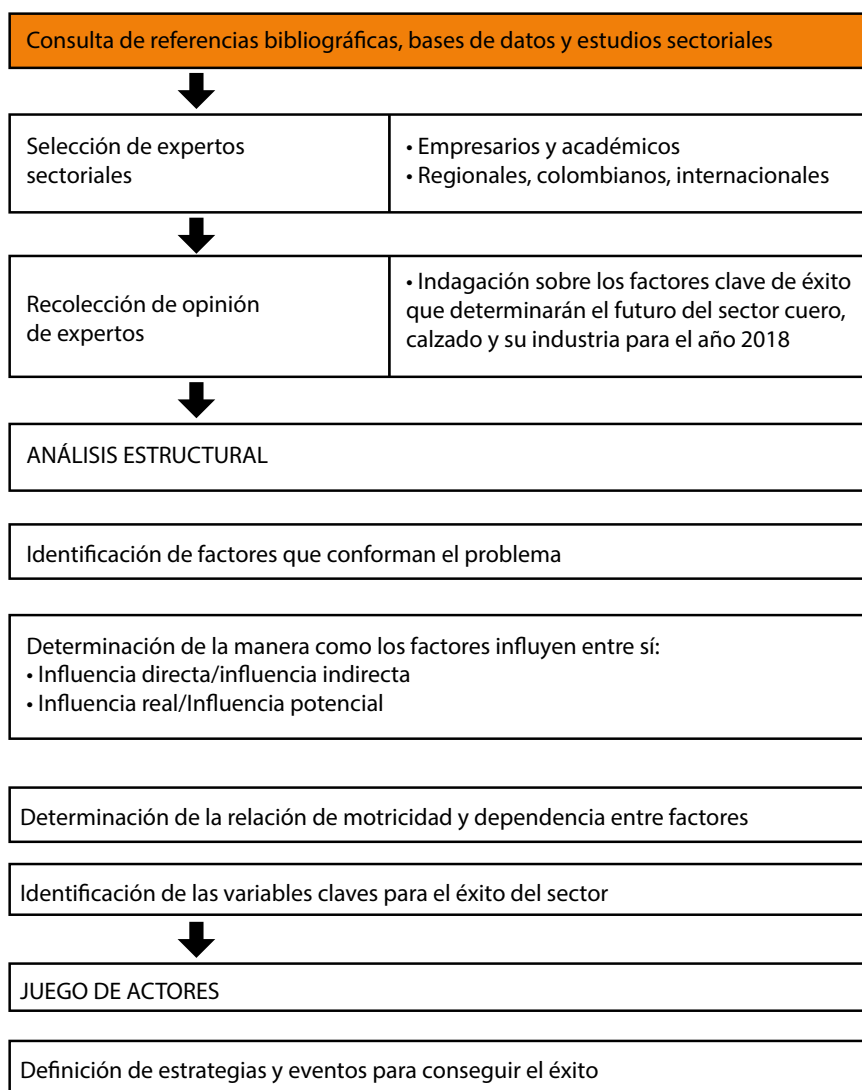 Consulta de referencias bibliográficas, bases de datos y estudios sectoriales
Selección de expertos
sectoriales
• Empresarios y académicos
• Regionales, colombianos, internacionales
Recolección de opinión
de expertos
• Indagación sobre los factores clave de éxito
que determinarán el futuro del sector cuero,
calzado y su industria para el año 2018
ANÁLISIS ESTRUCTURAL
Identificación de factores que conforman el problema
Determinación de la manera como los factores influyen entre sí:
• Influencia directa/influencia indirecta
• Influencia real/Influencia potencial
Determinación de la relación de motricidad y dependencia entre factores
Identificación de las variables claves para el éxito del sector
JUEGO DE ACTORES
Definición de estrategias y eventos para conseguir el éxito